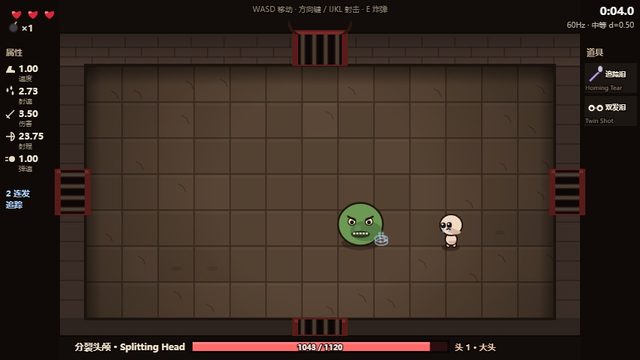 WASD 移动 · 方向键 / IJKL 射击 · E 炸弹
0:04.0
60Hz · 中等 d=0.50
×1
属性
1.00
速度
2.73
射速
3.50
伤害
23.75
射程
1.00
弹速
2 连发
追踪
道具
追踪泪
Homing Tear
双发泪
Twin Shot
分裂头颅 · Splitting Head
1043 / 1120
头 1 · 大头